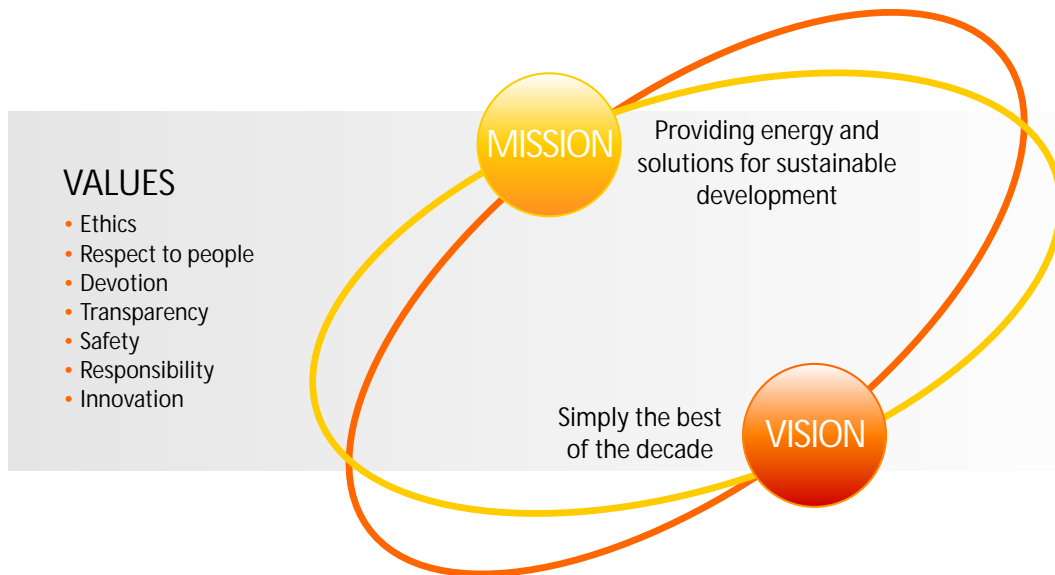 MISSION
Providing energy and
solutions for sustainable
development
VALUES
• Ethics
• Respect to people
• Devotion
• Transparency
• Safety
• Responsibility
• Innovation
Simply the best
of the decade
VISION